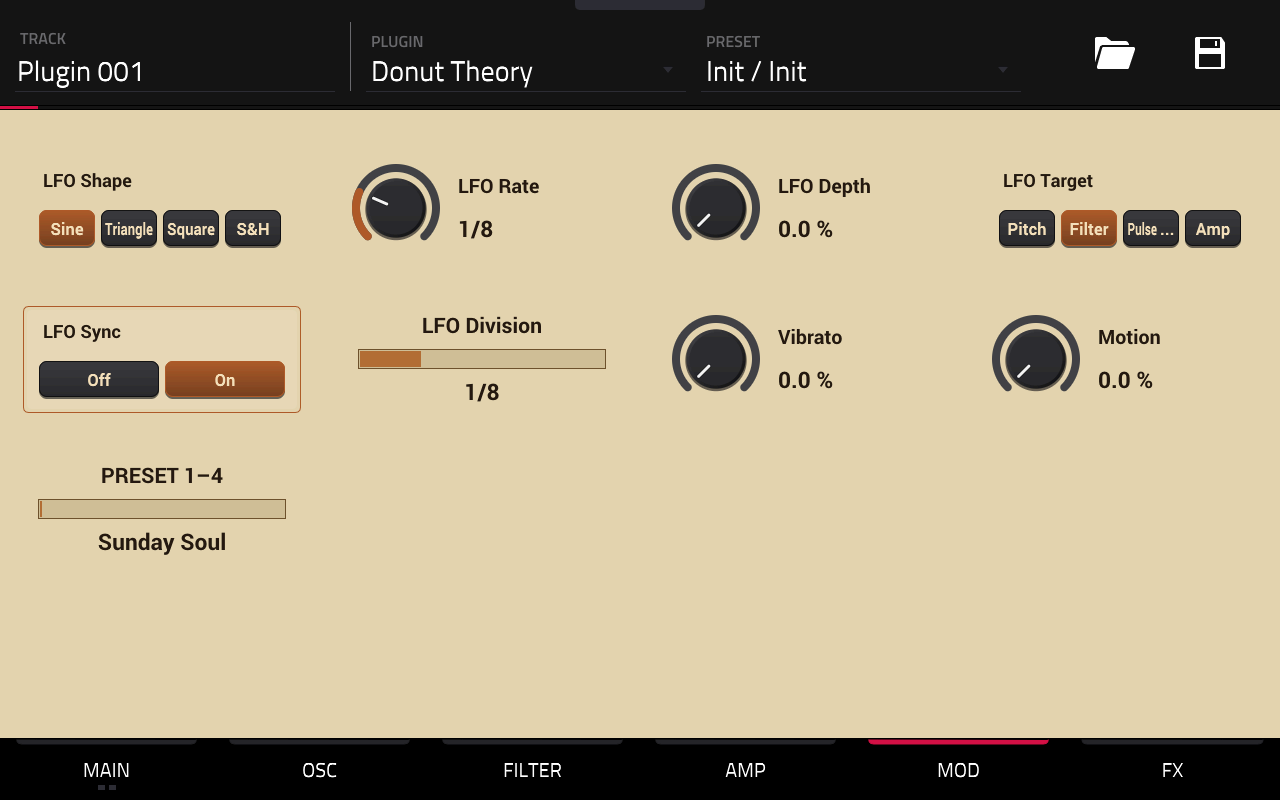 TRACK
Plugin 001
PLUGIN
Donut Theory
PRESET
Init / Init
LFO Shape
Sine Triangle Square S&H
LFO Rate
1/8
LFO Depth
0.0 %
LFO Target
Pitch Filter Pulse ... Amp
LFO Sync
Off On
LFO Division
1/8
Vibrato
0.0 %
Motion
0.0 %
PRESET 1–4
Sunday Soul
MAIN OSC FILTER AMP MOD FX